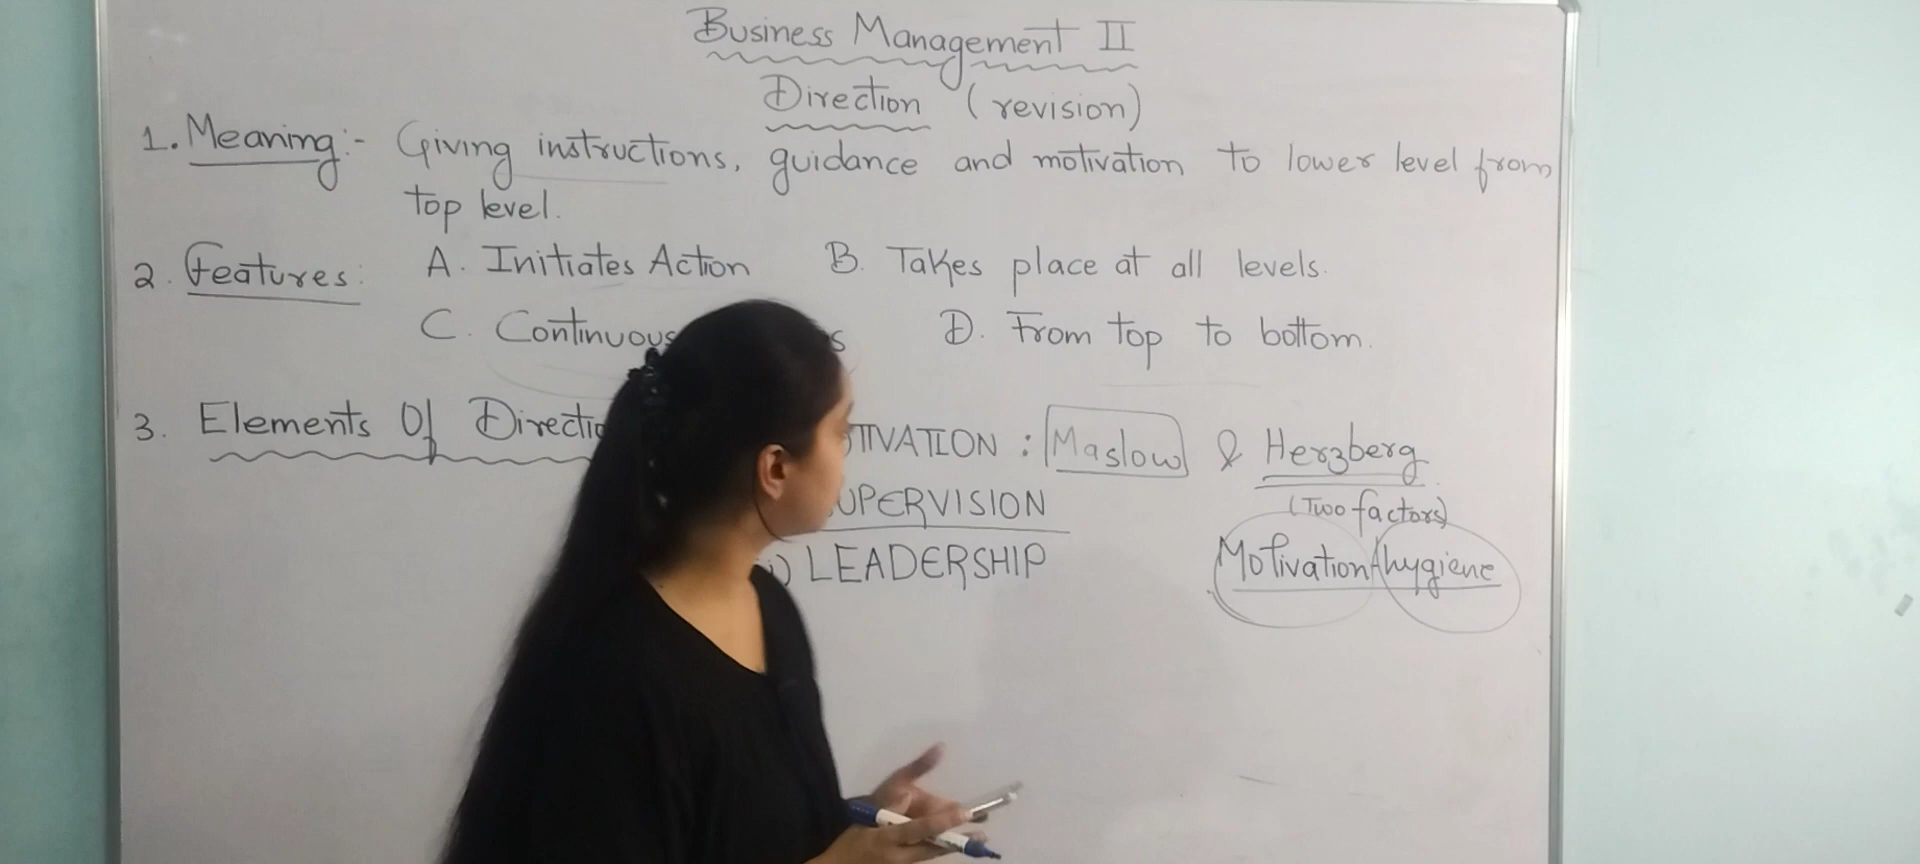 Business Management II
Direction (revision)
1. Meaning:- Giving instructions, guidance and motivation to lower level from
top level.
2. Features: A. Initiates Action B. Takes place at all levels.
C. Continuous D. From top to bottom.
3. Elements Of TIVATION : Maslow & Herzberg
UPERVISION (Two factors)
) LEADERSHIP Motivation hygiene